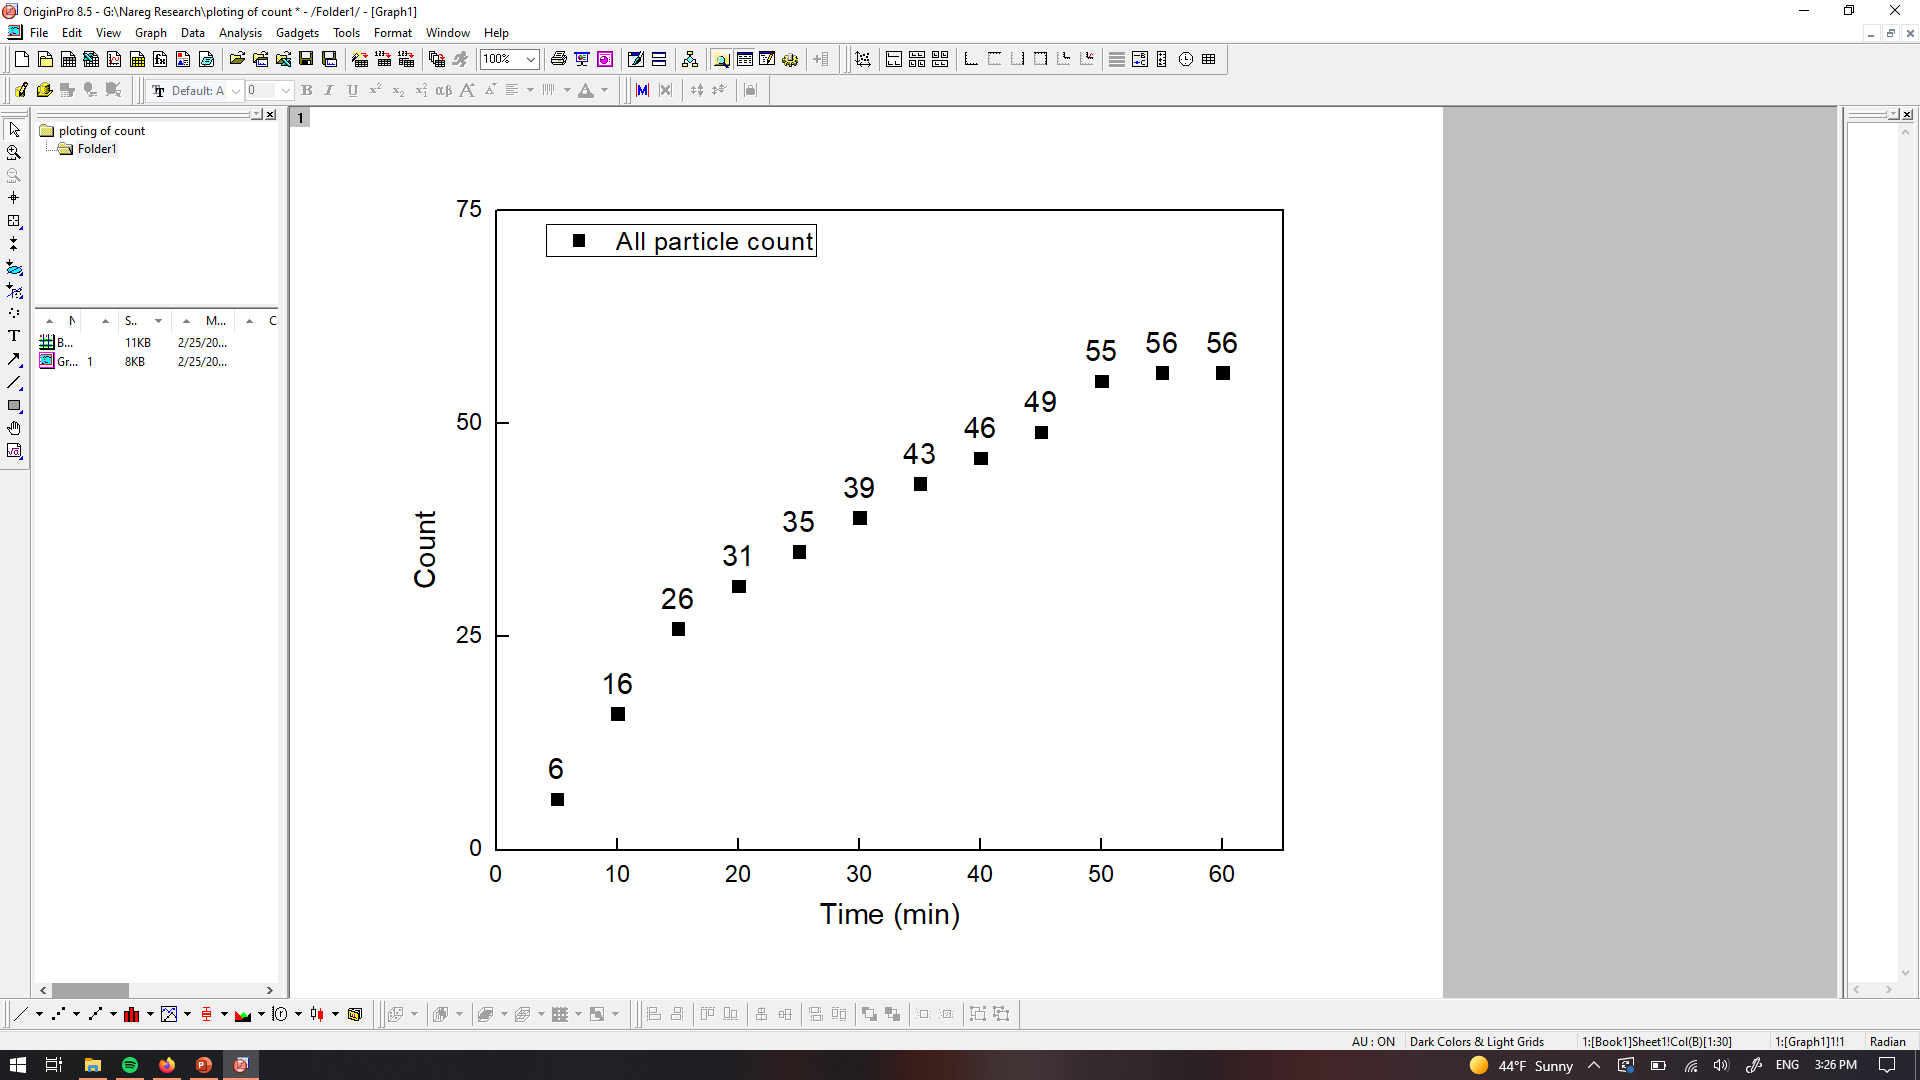 OriginPro 8.5 - G:\Nareg Research\ploting of count * - /Folder1/ - [Graph1]
File Edit View Graph Data Analysis Gadgets Tools Format Window Help
100%
Default: A 0 B I U x² x₂ αβ A A A M
ploting of count
Folder1
N S.. M... C
B... 11KB 2/25/20...
Gr... 1 8KB 2/25/20...
T
1
75
All particle count
55 56 56
50
49
46
43
39
35
31
26
25
16
6
0
Count
0 10 20 30 40 50 60
Time (min)
AU : ON Dark Colors & Light Grids 1:[Book1]Sheet1!Col(B)[1:30] 1:[Graph1]1!1 Radian
44°F Sunny ENG 3:26 PM